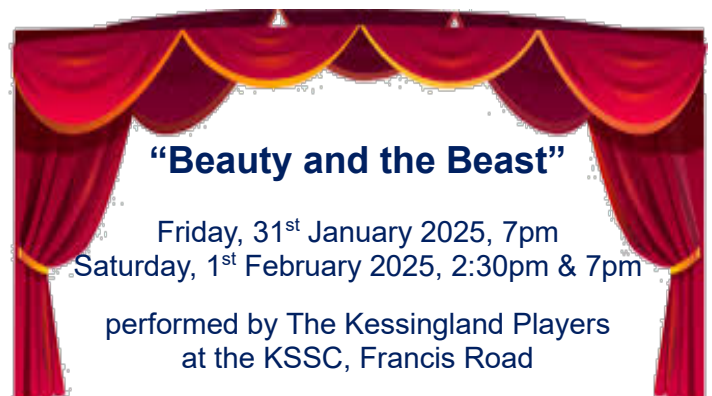 “Beauty and the Beast”
Friday, 31st January 2025, 7pm
Saturday, 1st February 2025, 2:30pm & 7pm
performed by The Kessingland Players
at the KSSC, Francis Road